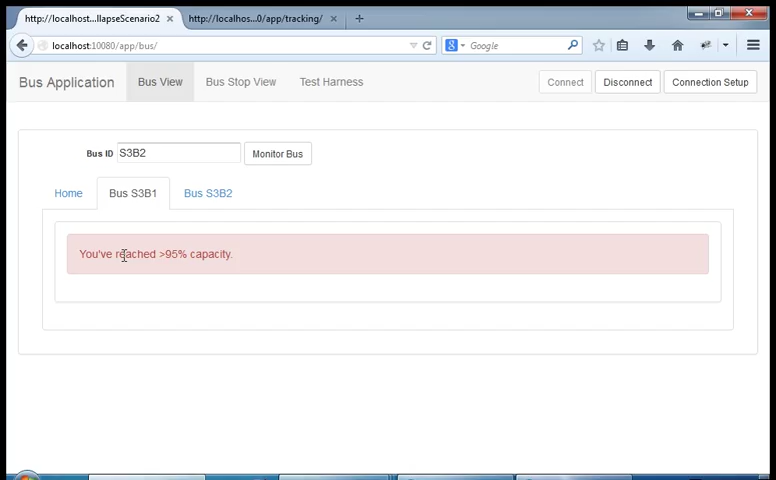 http://localhost...llapseScenario2
http://localhos...0/app/tracking/
localhost:10080/app/bus/
Google
Bus Application
Bus View
Bus Stop View
Test Harness
Connect
Disconnect
Connection Setup
Bus ID
S3B2
Monitor Bus
Home
Bus S3B1
Bus S3B2
You've reached >95% capacity.